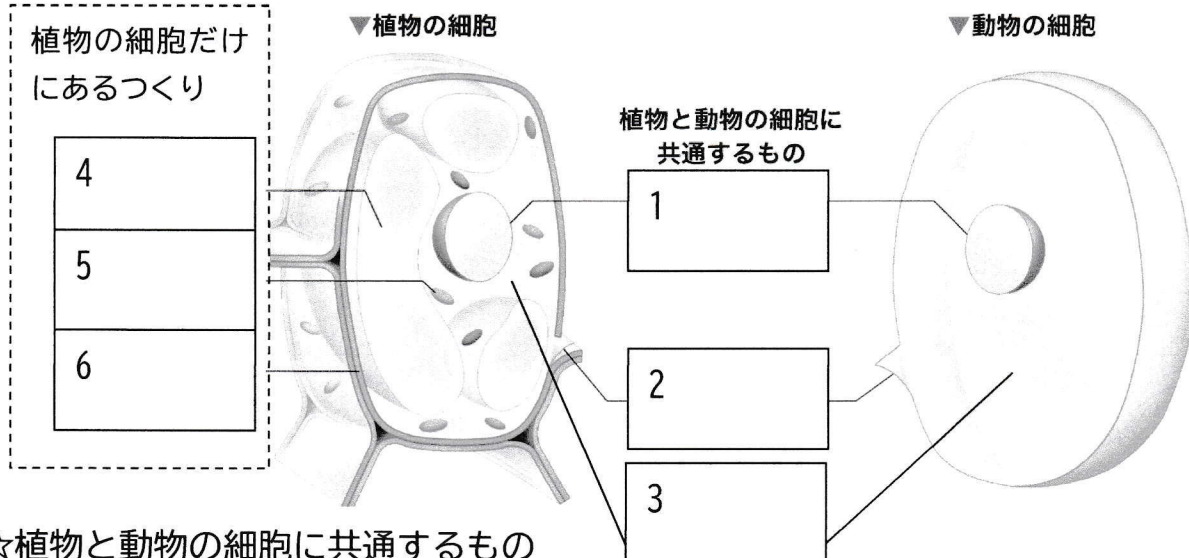 植物の細胞だけ
にあるつくり
4
5
6
▼植物の細胞
植物と動物の細胞に
共通するもの
1
2
3
▼動物の細胞
☆植物と動物の細胞に共通するもの